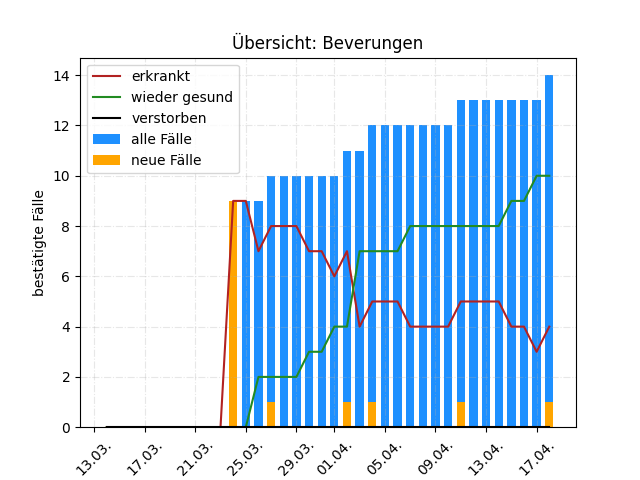 Übersicht: Beverungen
erkrankt
wieder gesund
verstorben
alle Fälle
neue Fälle
bestätigte Fälle
14
12
10
8
6
4
2
0
13.03.
17.03.
21.03.
25.03.
29.03.
01.04.
05.04.
09.04.
13.04.
17.04.